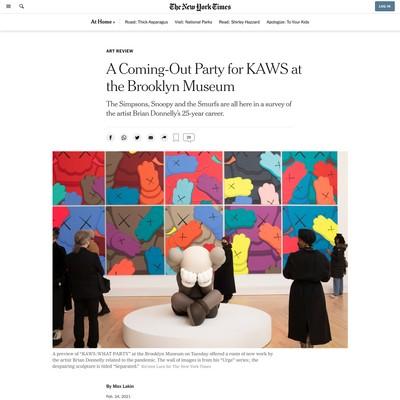 The New York Times
LOG IN
At Home Roast: Thick Asparagus Visit: National Parks Read: Shirley Hazzard Apologize: To Your Kids
ART REVIEW
A Coming-Out Party for KAWS at
the Brooklyn Museum
The Simpsons, Snoopy and the Smurfs are all here in a survey of
the artist Brian Donnelly's 25-year career.
A preview of “KAWS: WHAT PARTY” at the Brooklyn Museum on Tuesday offered a room of new work by
the artist Brian Donnelly related to the pandemic. The wall of images is from his “Urge” series; the
despairing sculpture is titled “Separated.” Krista Schlueter for The New York Times
By Max Lakin
Feb. 24, 2021